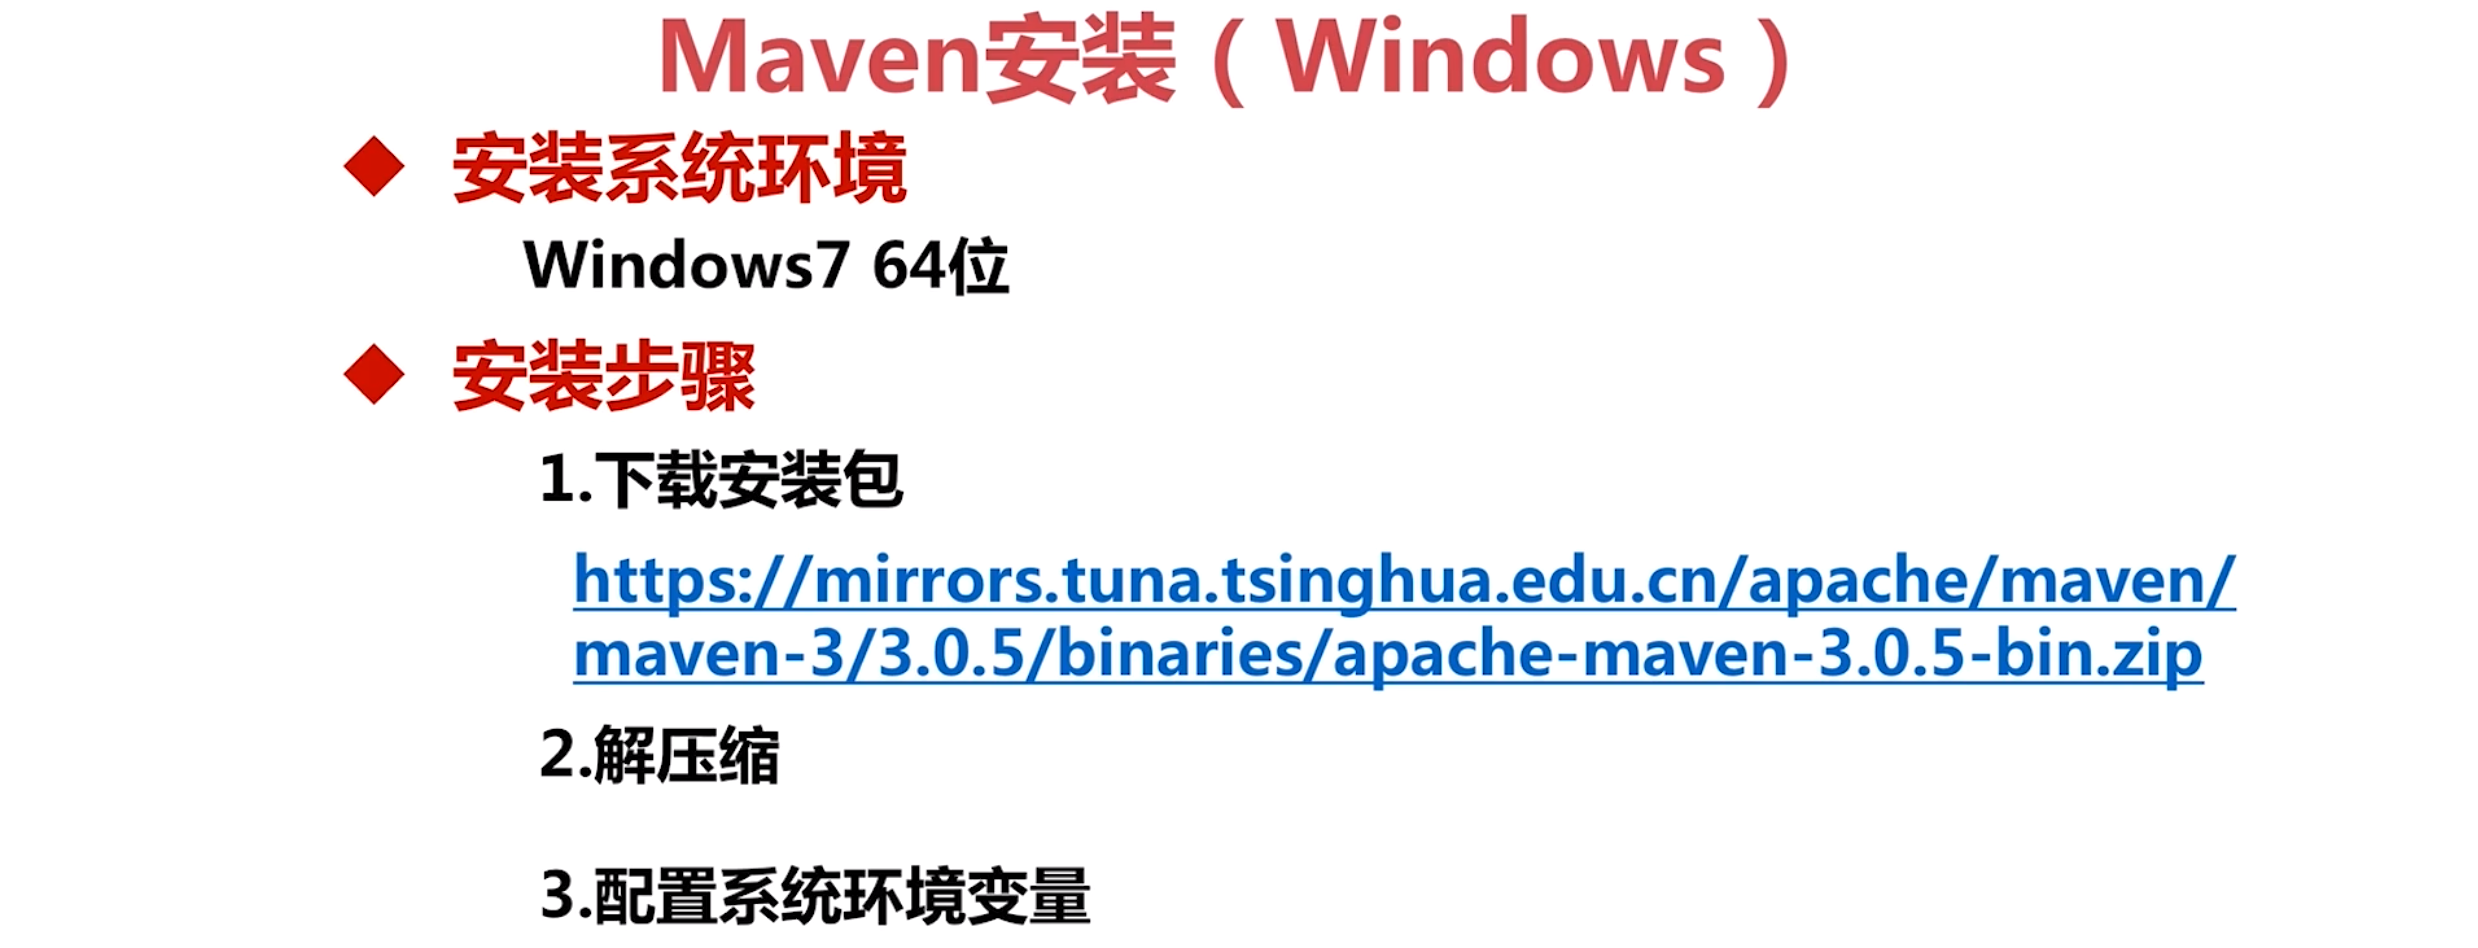 Maven安装（Windows）
安装系统环境
Windows7 64位
安装步骤
1.下载安装包
https://mirrors.tuna.tsinghua.edu.cn/apache/maven/
maven-3/3.0.5/binaries/apache-maven-3.0.5-bin.zip
2.解压缩
3.配置系统环境变量